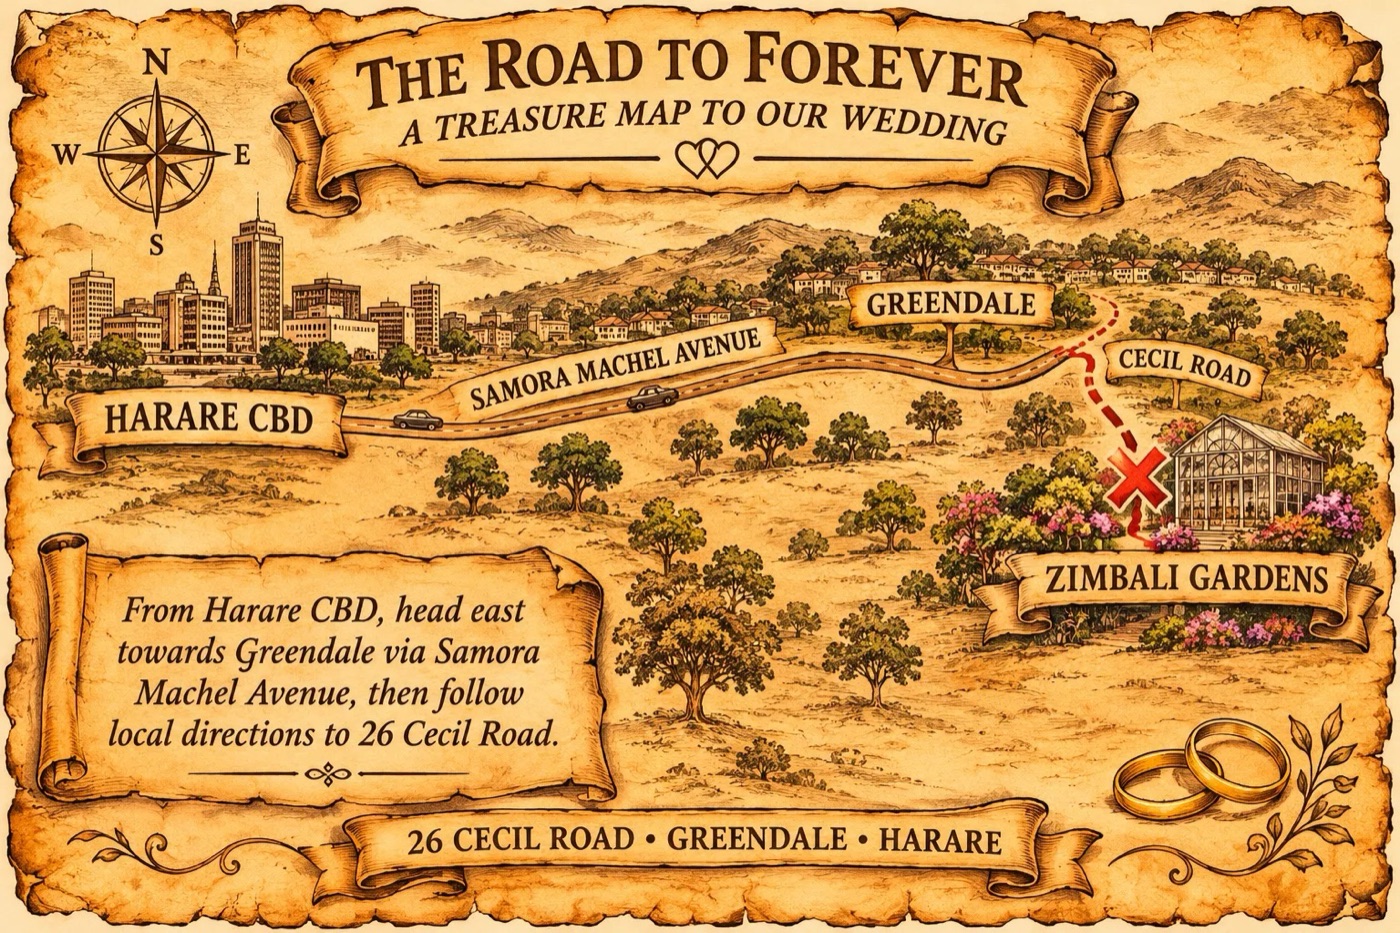 THE ROAD TO FOREVER
A TREASURE MAP TO OUR WEDDING
N
W
E
S
GREENDALE
SAMORA MACHEL AVENUE
CECIL ROAD
HARARE CBD
ZIMBALI GARDENS
From Harare CBD, head east
towards Greendale via Samora
Machel Avenue, then follow
local directions to 26 Cecil Road.
26 CECIL ROAD • GREENDALE • HARARE